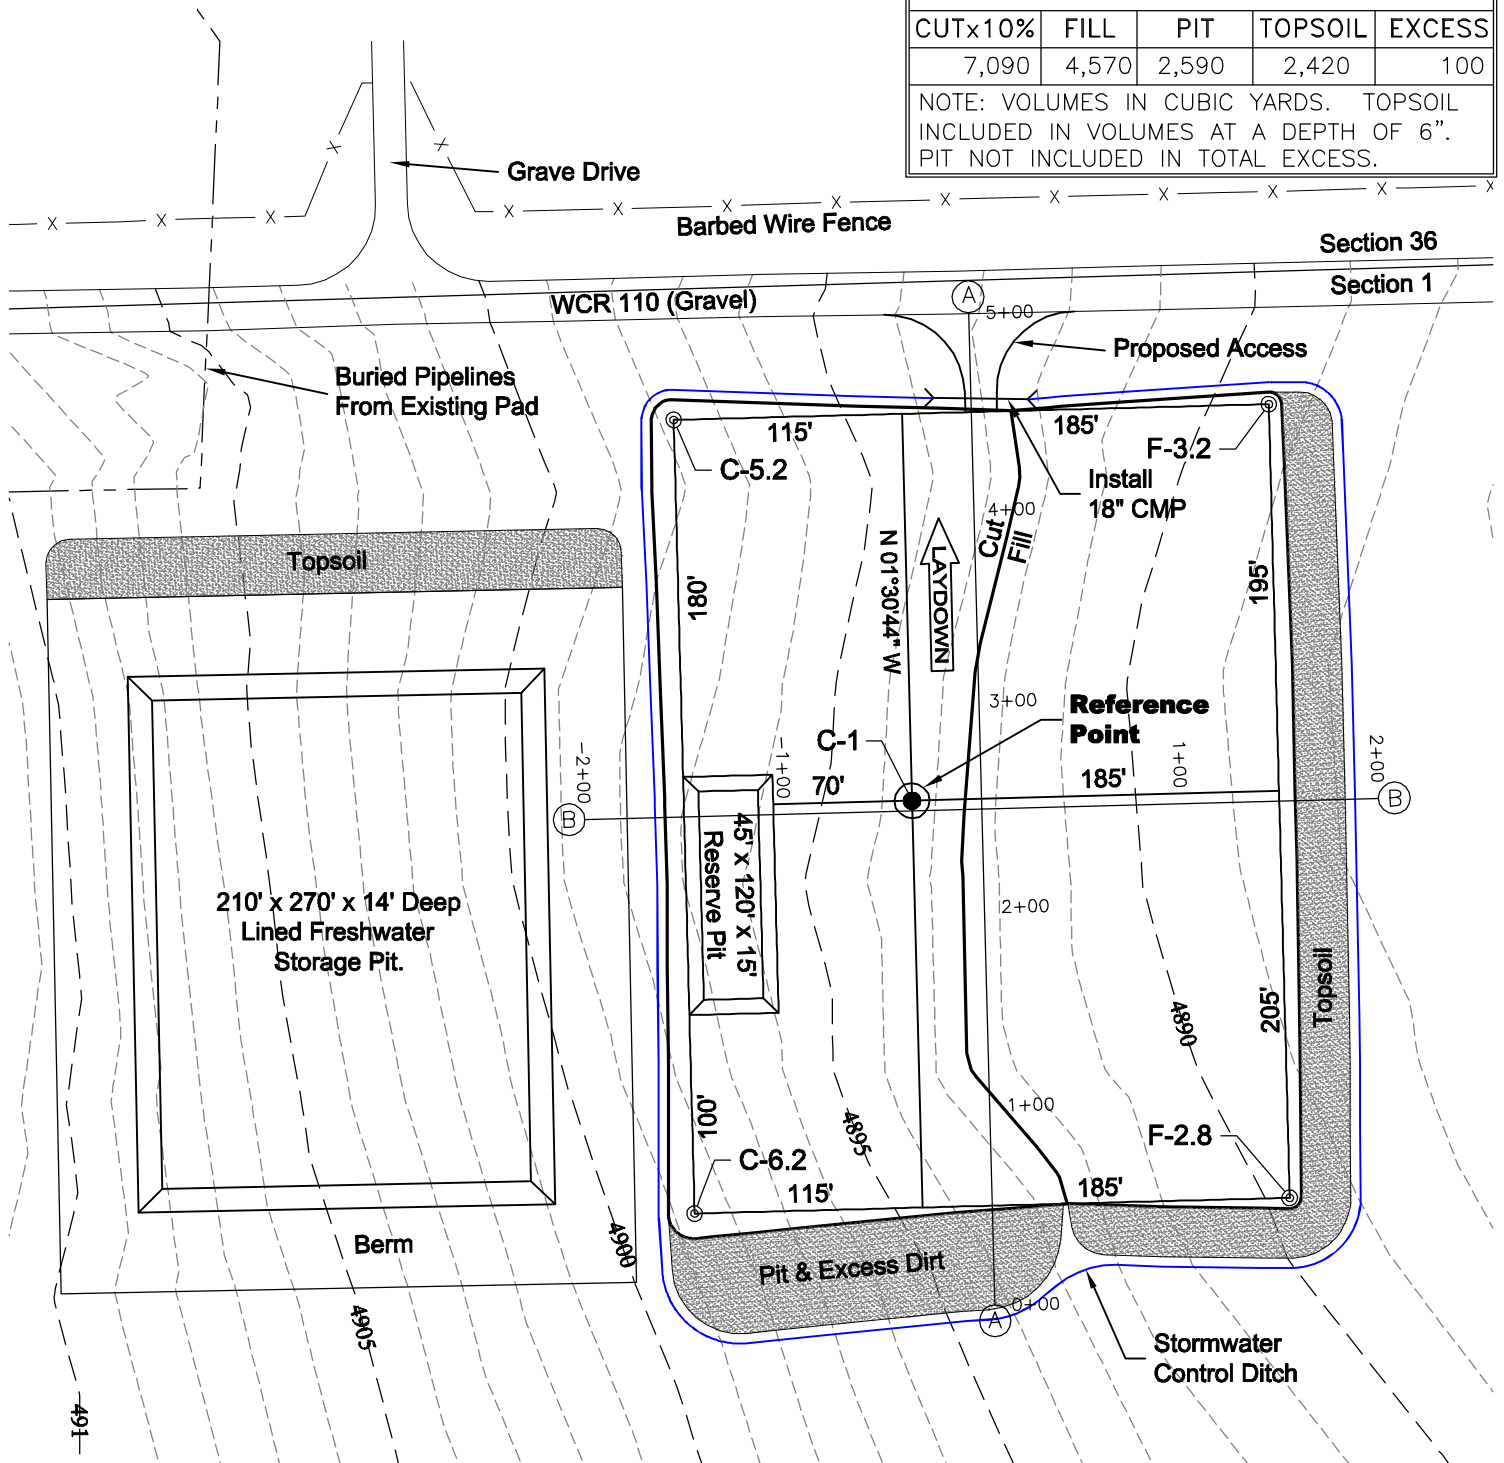 CUTx10% FILL PIT TOPSOIL EXCESS
7,090 4,570 2,590 2,420 100
NOTE: VOLUMES IN CUBIC YARDS. TOPSOIL
INCLUDED IN VOLUMES AT A DEPTH OF 6".
PIT NOT INCLUDED IN TOTAL EXCESS.
Grave Drive
Barbed Wire Fence
Section 36
Section 1
WCR 110 (Gravel)
A
5+00
Proposed Access
Buried Pipelines
From Existing Pad
115'
185'
C-5.2
F-3.2
Install
18" CMP
4+00
Cut
Fill
N 01°30'44" W
LAYDOWN
Topsoil
180'
195'
3+00
Reference
Point
C-1
-2+00
-1+00
70'
185'
1+00
2+00
B
B
45' x 120' x 15'
Reserve Pit
210' x 270' x 14' Deep
Lined Freshwater
Storage Pit.
2+00
205'
Topsoil
4890
1+00
100'
4895
F-2.8
C-6.2
115'
185'
Berm
4900
Pit & Excess Dirt
0+00
A
4905
Stormwater
Control Ditch
491
X X X X X X X X X X X X X X